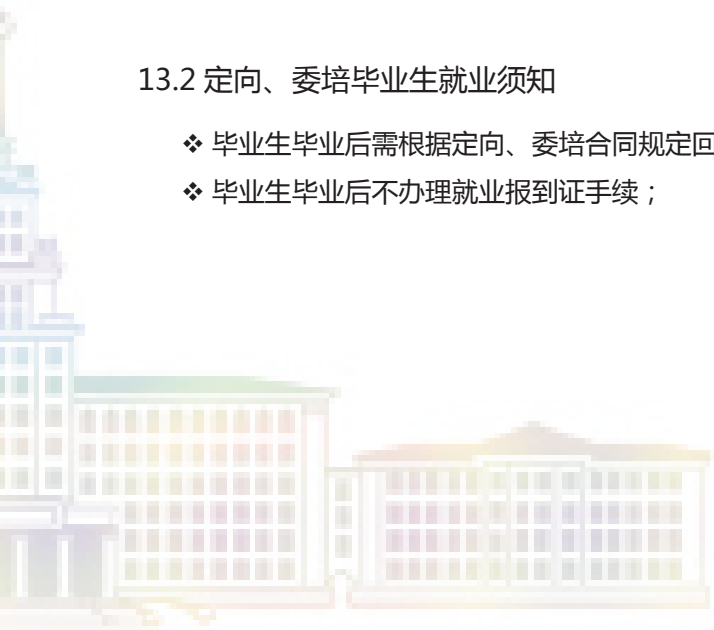 13.2 定向、委培毕业生就业须知
❖ 毕业生毕业后需根据定向、委培合同规定回
❖ 毕业生毕业后不办理就业报到证手续；